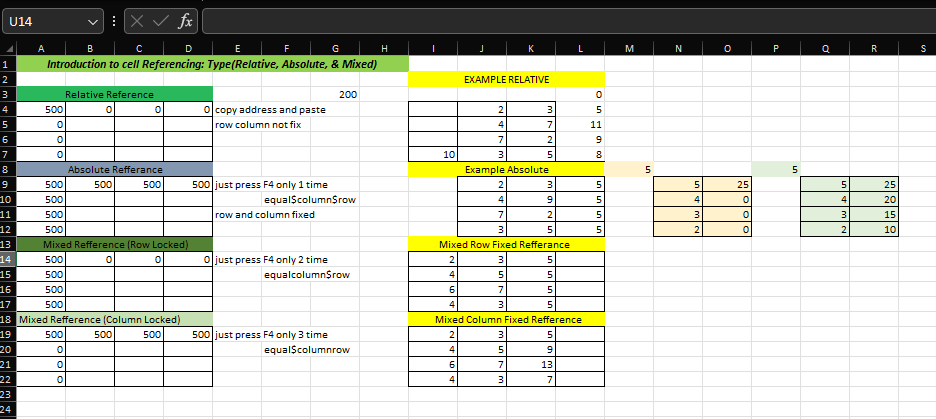 U14 fx
A B C D E F G H I J K L M N O P Q R S
1 Introduction to cell Referencing: Type(Relative, Absolute, & Mixed)
2 EXAMPLE RELATIVE
3 Relative Reference 200 0
4 500 0 0 0 copy address and paste 2 3 5
5 0 row column not fix 4 7 11
6 0 7 2 9
7 0 10 3 5 8
8 Absolute Refferance Example Absolute 5 5
9 500 500 500 500 just press F4 only 1 time 2 3 5 5 25 5 25
10 500 equal$column$row 4 9 5 4 0 4 20
11 500 row and column fixed 7 2 5 3 0 3 15
12 500 3 5 5 2 0 2 10
13 Mixed Refference (Row Locked) Mixed Row Fixed Refferance
14 500 0 0 0 just press F4 only 2 time 2 3 5
15 500 equalcolumn$row 4 5 5
16 500 6 7 5
17 500 4 3 5
18 Mixed Refference (Column Locked) Mixed Column Fixed Refference
19 500 500 500 500 just press F4 only 3 time 2 3 5
20 0 equal$columnrow 4 5 9
21 0 6 7 13
22 0 4 3 7
23
24